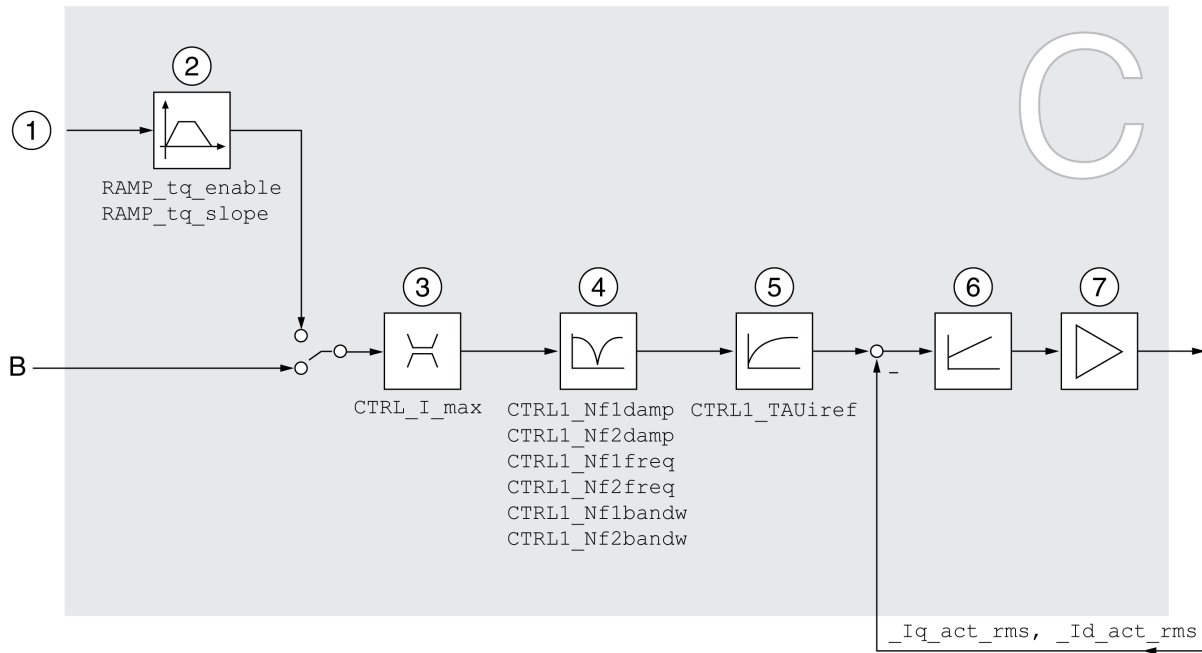 C
2
1
RAMP_tq_enable
RAMP_tq_slope
3
4
5
6
7
B
–
CTRL_I_max
CTRL1_Nf1damp
CTRL1_Nf2damp
CTRL1_Nf1freq
CTRL1_Nf2freq
CTRL1_Nf1bandw
CTRL1_Nf2bandw
CTRL1_TAUiref
_Iq_act_rms, _Id_act_rms